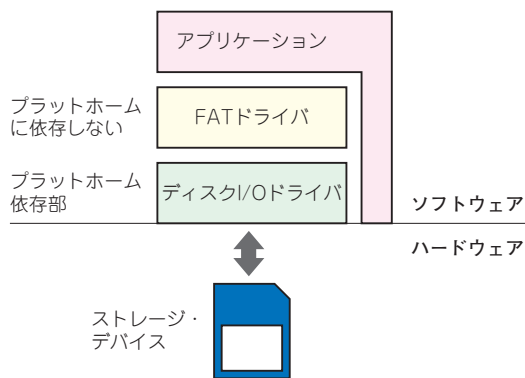 アプリケーション
プラットホーム
に依存しない
FATドライバ
プラットホーム
依存部
ディスクI/Oドライバ
ソフトウェア
ハードウェア
ストレージ・
デバイス